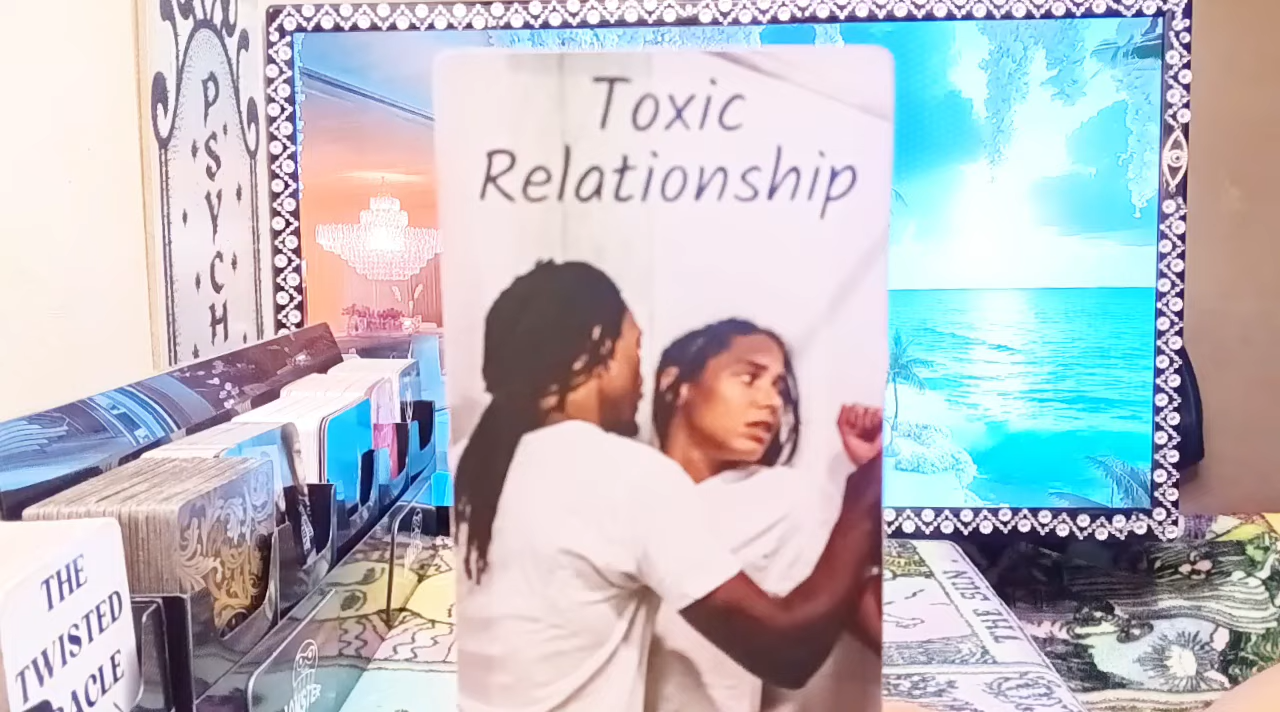 Toxic
Relationship
PSYCH
THE
TWISTED
THE SUN